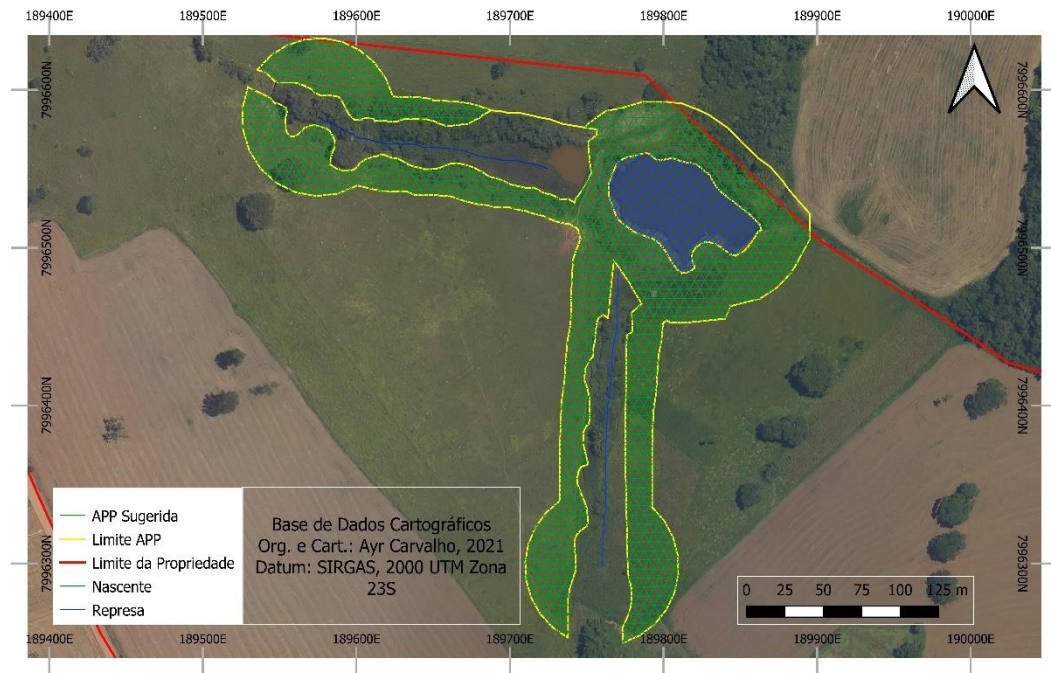 189400E 189500E 189600E 189700E 189800E 189900E 190000E
7996600N 7996600N
7996500N 7996500N
7996400N 7996400N
7996300N 7996300N
APP Sugerida
Limite APP
Limite da Propriedade
Nascente
Represa
Base de Dados Cartográficos
Org. e Cart.: Ayr Carvalho, 2021
Datum: SIRGAS, 2000 UTM Zona
23S
0 25 50 75 100 125 m
189400E 189500E 189600E 189700E 189800E 189900E 190000E